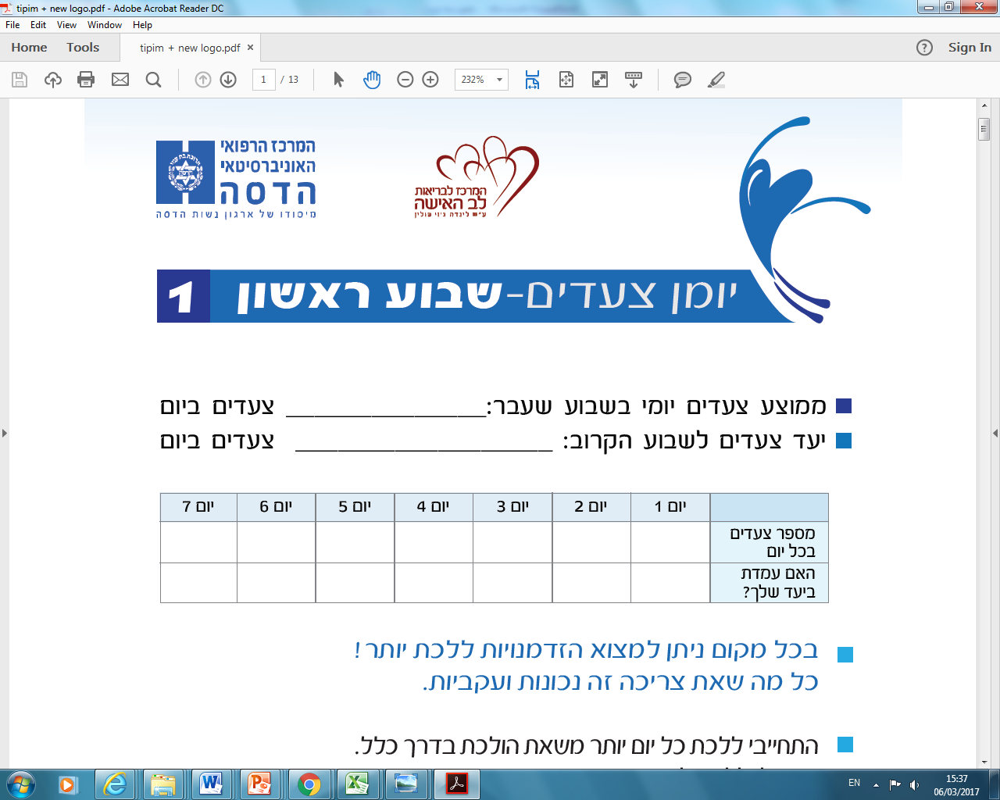 tipim + new logo.pdf - Adobe Acrobat Reader DC
File Edit View Window Help
Home Tools tipim + new logo.pdf × ? Sign In
1 / 13 232%
המרכז הרפואי
האוניברסיטאי
הדסה
מיסודו של ארגון נשות הדסה
המרכז לבריאות
לב האישה
ע"ש לינדה ג'וי פולין
יומן צעדים-שבוע ראשון 1
ממוצע צעדים יומי בשבוע שעבר:________________ צעדים ביום
יעד צעדים לשבוע הקרוב: ____________________ צעדים ביום
יום 1 יום 2 יום 3 יום 4 יום 5 יום 6 יום 7
מספר צעדים
בכל יום
האם עמדת
ביעד שלך?
בכל מקום ניתן למצוא הזדמנויות ללכת יותר!
כל מה שאת צריכה זה נכונות ועקביות.
התחייבי ללכת כל יום יותר משאת הולכת בדרך כלל.
EN 15:37
06/03/2017